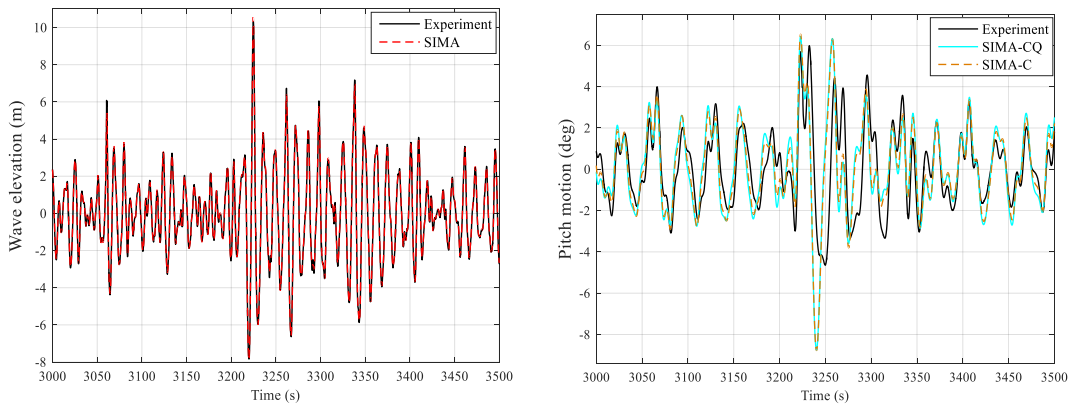 Experiment
SIMA
Wave elevation (m)
10
8
6
4
2
0
-2
-4
-6
-8
3000 3050 3100 3150 3200 3250 3300 3350 3400 3450 3500
Time (s)
Experiment
SIMA-CQ
SIMA-C
Pitch motion (deg)
6
4
2
0
-2
-4
-6
-8
3000 3050 3100 3150 3200 3250 3300 3350 3400 3450 3500
Time (s)